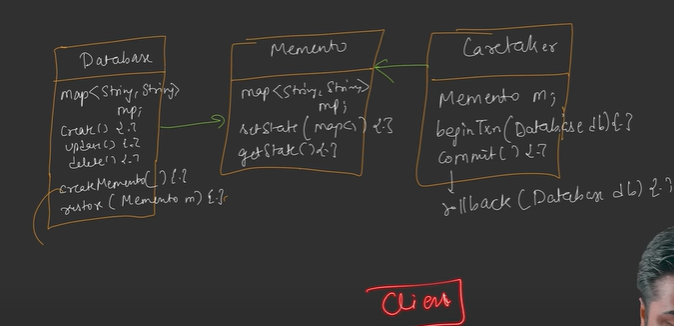 Database
map<String, String>
mp;
create() {-}
update() {-}
delete() {-}
createMemento() {-}
restore (Memento m) {-}
Memento
map<String, String>
mp;
setState (map<>) {-}
getState() {-}
Caretaker
Memento m;
beginTxn (Database db) {-}
commit() {-}
rollback (Database db) {-}
Client